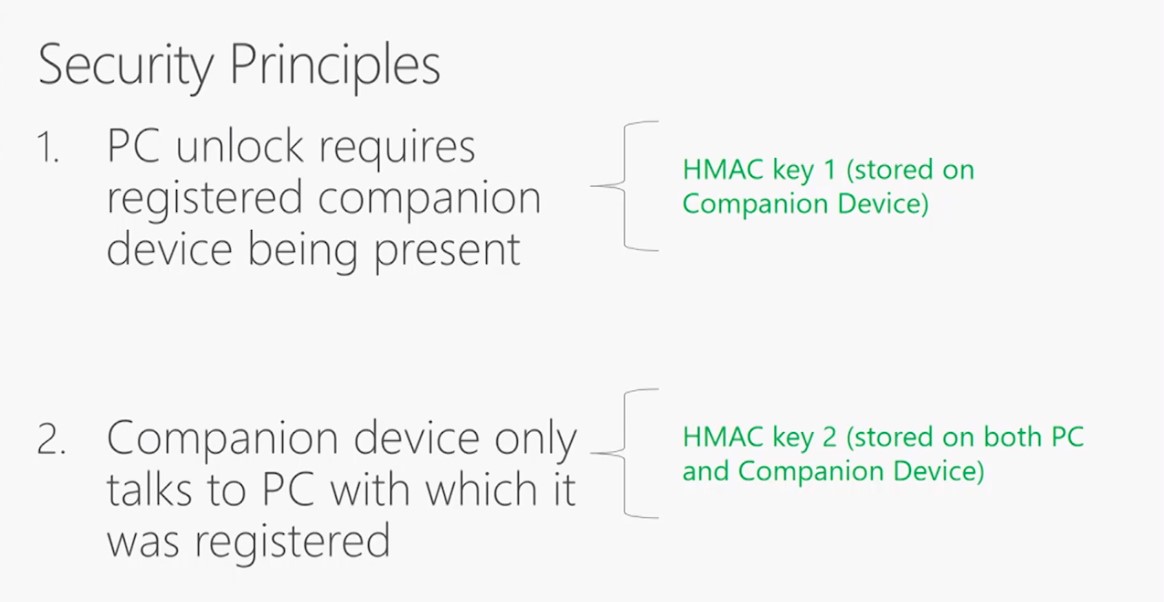 Security Principles
1. PC unlock requires
registered companion
device being present
HMAC key 1 (stored on
Companion Device)
2. Companion device only
talks to PC with which it
was registered
HMAC key 2 (stored on both PC
and Companion Device)